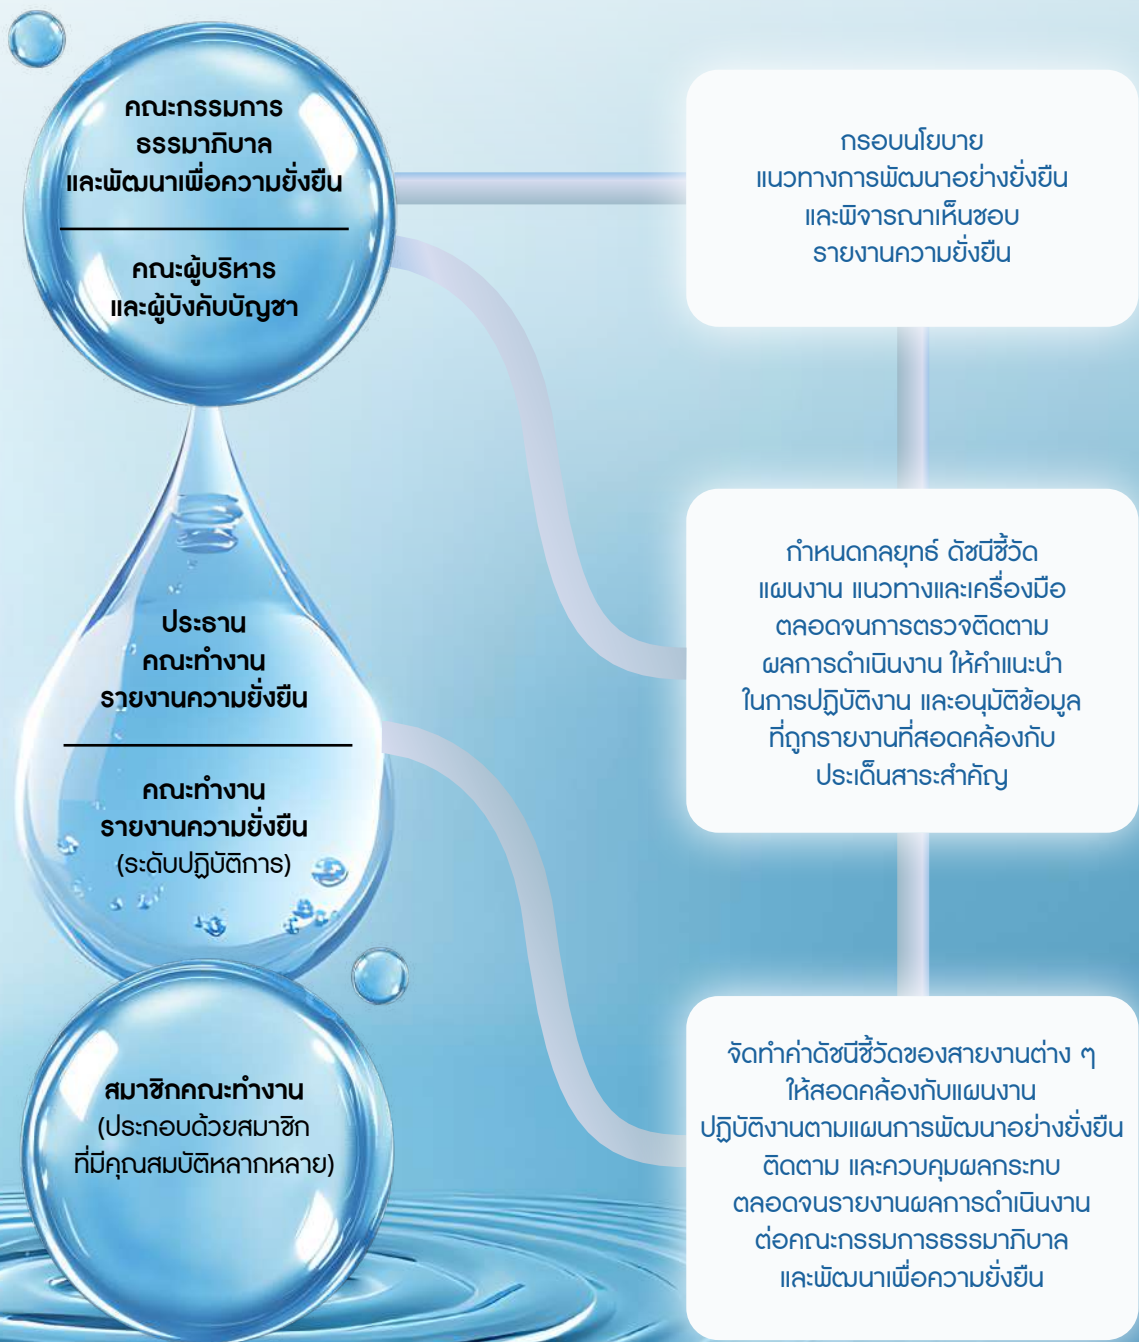 คณะกรรมการ
ธรรมาภิบาล
และพัฒนาเพื่อความยั่งยืน
คณะผู้บริหาร
และผู้บังคับบัญชา
กรอบนโยบาย
แนวทางการพัฒนาอย่างยั่งยืน
และพิจารณาเห็นชอบ
รายงานความยั่งยืน
ประธาน
คณะทำงาน
รายงานความยั่งยืน
คณะทำงาน
รายงานความยั่งยืน
(ระดับปฏิบัติการ)
กำหนดกลยุทธ์ ดัชนีชี้วัด
แผนงาน แนวทางและเครื่องมือ
ตลอดจนการตรวจติดตาม
ผลการดำเนินงาน ให้คำแนะนำ
ในการปฏิบัติงาน และอนุมัติข้อมูล
ที่ถูกรายงานที่สอดคล้องกับ
ประเด็นสาระสำคัญ
สมาชิกคณะทำงาน
(ประกอบด้วยสมาชิก
ที่มีคุณสมบัติหลากหลาย)
จัดทำค่าดัชนีชี้วัดของสายงานต่าง ๆ
ให้สอดคล้องกับแผนงาน
ปฏิบัติงานตามแผนการพัฒนาอย่างยั่งยืน
ติดตาม และควบคุมผลกระทบ
ตลอดจนรายงานผลการดำเนินงาน
ต่อคณะกรรมการธรรมาภิบาล
และพัฒนาเพื่อความยั่งยืน